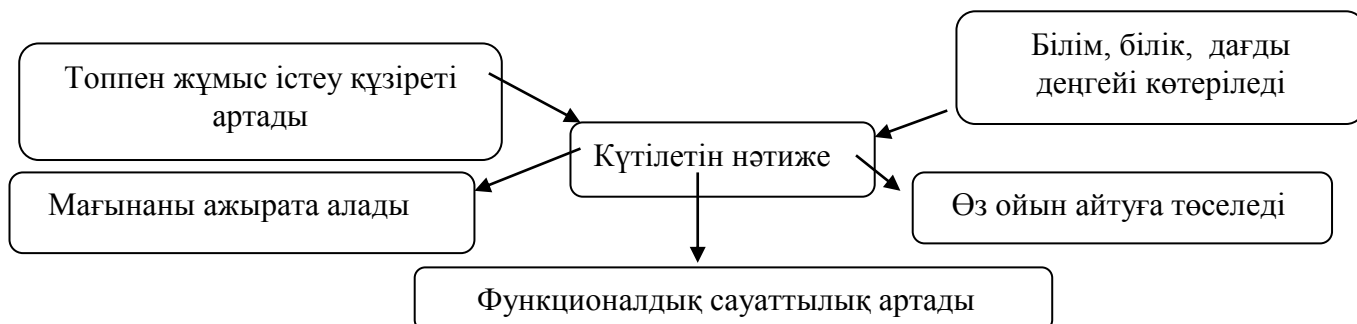 Топпен жұмыс істеу құзіреті
артады
Білім, білік, дағды
деңгейі көтеріледі
Күтілетін нәтиже
Мағынаны ажырата алады
Өз ойын айтуға төселеді
Функционалдық сауаттылық артады